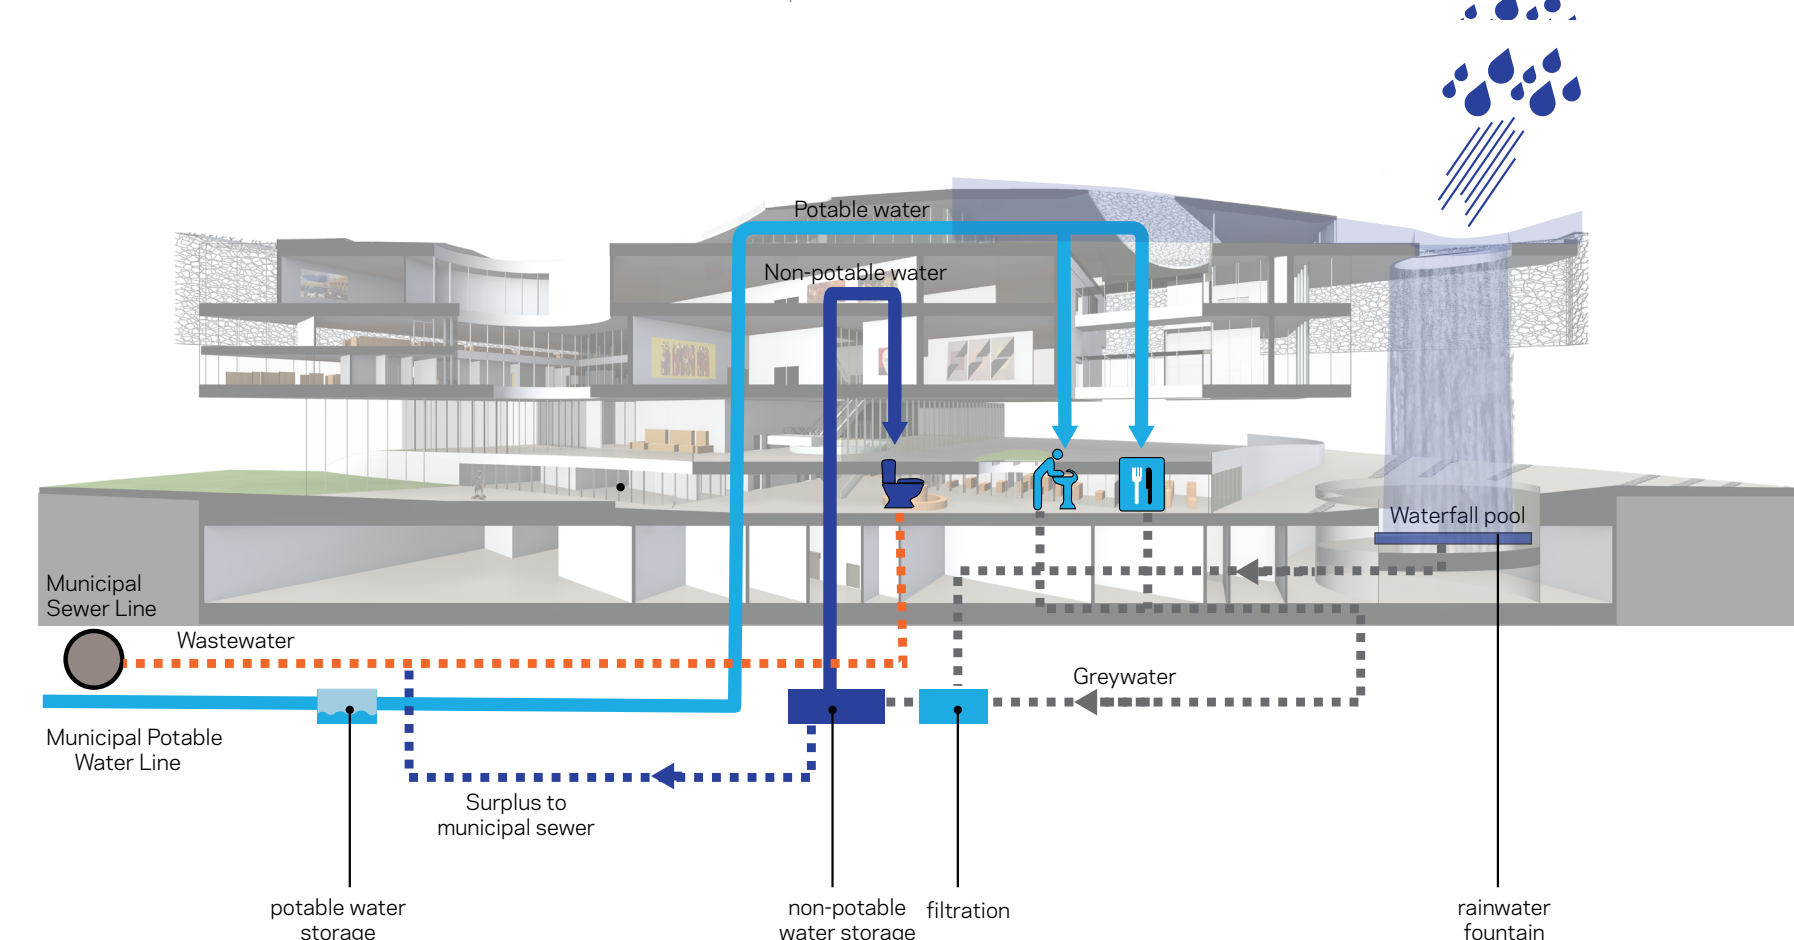 Potable water
Non-potable water
Waterfall pool
Municipal
Sewer Line
Wastewater
Greywater
Municipal Potable
Water Line
Surplus to
municipal sewer
potable water
storage
non-potable
water storage
filtration
rainwater
fountain